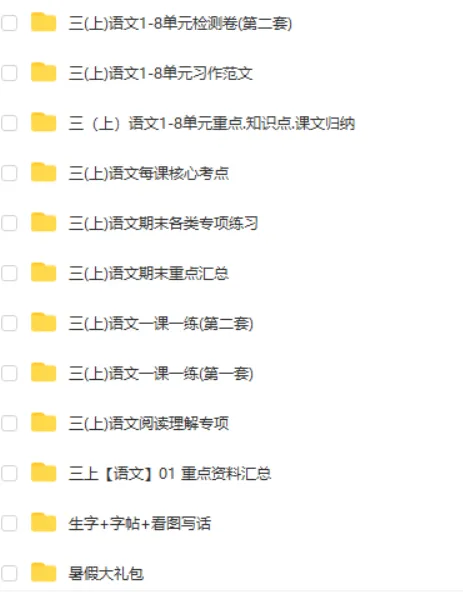 三(上)语文1-8单元检测卷(第二套)
三(上)语文1-8单元习作范文
三（上）语文1-8单元重点.知识点.课文归纳
三(上)语文每课核心考点
三(上)语文期末各类专项练习
三(上)语文期末重点汇总
三(上)语文一课一练(第二套)
三(上)语文一课一练(第一套)
三(上)语文阅读理解专项
三上【语文】01 重点资料汇总
生字+字帖+看图写话
暑假大礼包